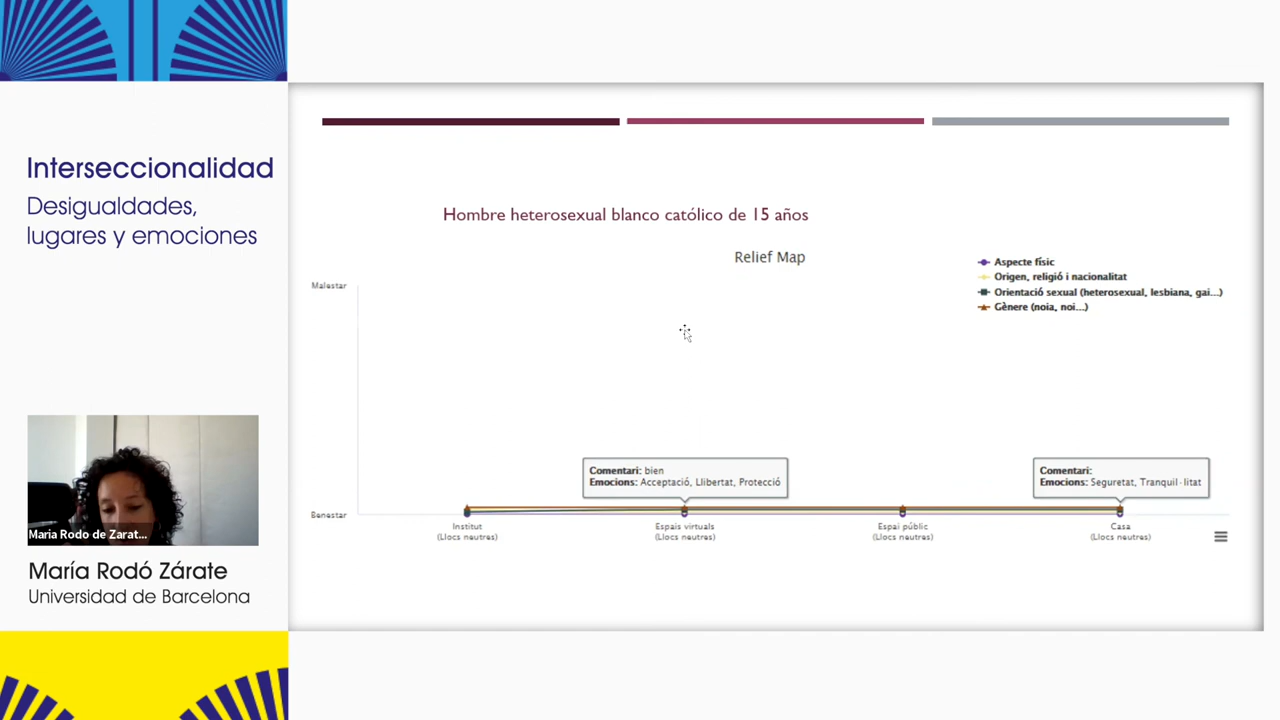 Interseccionalidad
Desigualdades,
lugares y emociones
Maria Rodo de Zarat...
María Rodó Zárate
Universidad de Barcelona
Hombre heterosexual blanco católico de 15 años
Relief Map
Aspecte físic
Origen, religió i nacionalitat
Orientació sexual (heterosexual, lesbiana, gai...)
Gènere (noia, noi...)
Malestar
Comentari: bien
Emocions: Acceptació, Llibertat, Protecció
Comentari:
Emocions: Seguretat, Tranquil·litat
Benestar
Institut
(Llocs neutres)
Espais virtuals
(Llocs neutres)
Espai públic
(Llocs neutres)
Casa
(Llocs neutres)